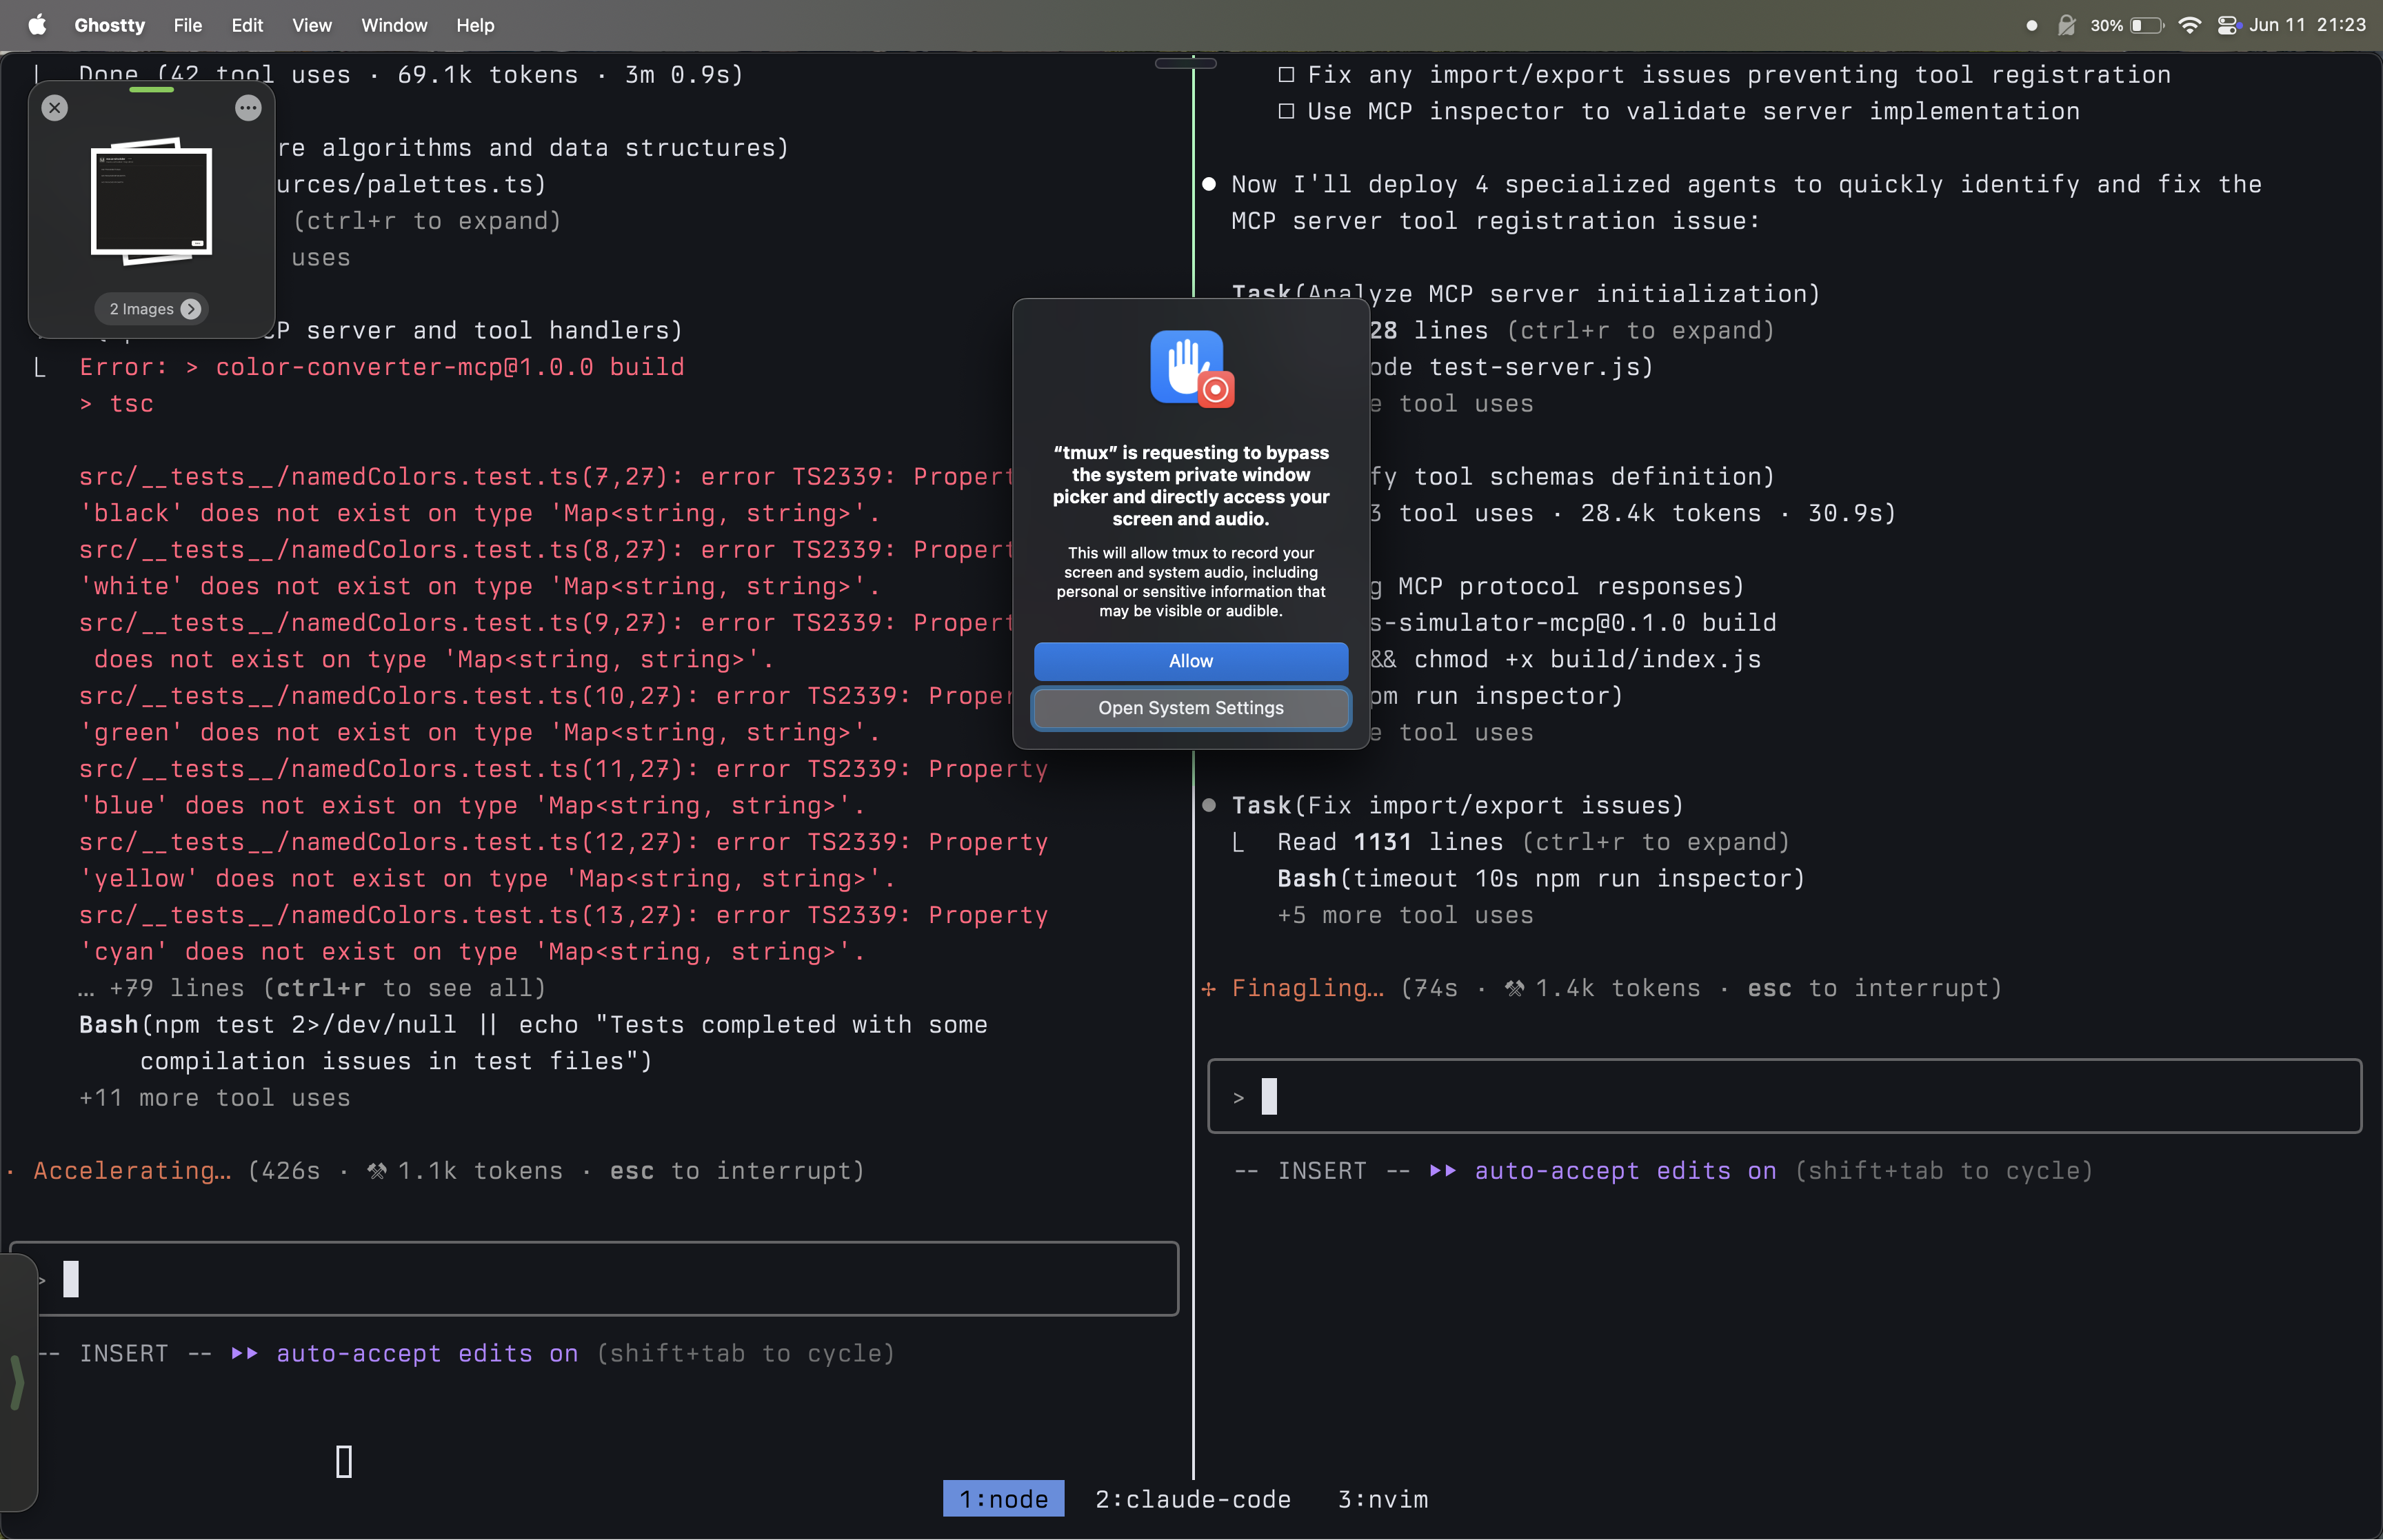 Ghostty File Edit View Window Help
30% Jun 11 21:23
Done (42 tool uses · 69.1k tokens · 3m 0.9s)
re algorithms and data structures)
urces/palettes.ts)
(ctrl+r to expand)
uses
2 Images
CP server and tool handlers)
Error: > color-converter-mcp@1.0.0 build
> tsc
src/__tests__/namedColors.test.ts(7,27): error TS2339: Propert
'black' does not exist on type 'Map<string, string>'.
src/__tests__/namedColors.test.ts(8,27): error TS2339: Propert
'white' does not exist on type 'Map<string, string>'.
src/__tests__/namedColors.test.ts(9,27): error TS2339: Propert
does not exist on type 'Map<string, string>'.
src/__tests__/namedColors.test.ts(10,27): error TS2339: Proper
'green' does not exist on type 'Map<string, string>'.
src/__tests__/namedColors.test.ts(11,27): error TS2339: Property
'blue' does not exist on type 'Map<string, string>'.
src/__tests__/namedColors.test.ts(12,27): error TS2339: Property
'yellow' does not exist on type 'Map<string, string>'.
src/__tests__/namedColors.test.ts(13,27): error TS2339: Property
'cyan' does not exist on type 'Map<string, string>'.
… +79 lines (ctrl+r to see all)
Bash(npm test 2>/dev/null || echo "Tests completed with some
compilation issues in test files")
+11 more tool uses
· Accelerating… (426s · ⚒ 1.1k tokens · esc to interrupt)
>
-- INSERT -- ⏵⏵ auto-accept edits on (shift+tab to cycle)
☐ Fix any import/export issues preventing tool registration
☐ Use MCP inspector to validate server implementation
● Now I'll deploy 4 specialized agents to quickly identify and fix the
MCP server tool registration issue:
Task(Analyze MCP server initialization)
28 lines (ctrl+r to expand)
ode test-server.js)
e tool uses
fy tool schemas definition)
3 tool uses · 28.4k tokens · 30.9s)
g MCP protocol responses)
s-simulator-mcp@0.1.0 build
&& chmod +x build/index.js
pm run inspector)
e tool uses
● Task(Fix import/export issues)
Read 1131 lines (ctrl+r to expand)
Bash(timeout 10s npm run inspector)
+5 more tool uses
✢ Finagling… (74s · ⚒ 1.4k tokens · esc to interrupt)
>
-- INSERT -- ⏵⏵ auto-accept edits on (shift+tab to cycle)
“tmux” is requesting to bypass
the system private window
picker and directly access your
screen and audio.
This will allow tmux to record your
screen and system audio, including
personal or sensitive information that
may be visible or audible.
Allow
Open System Settings
1:node 2:claude-code 3:nvim